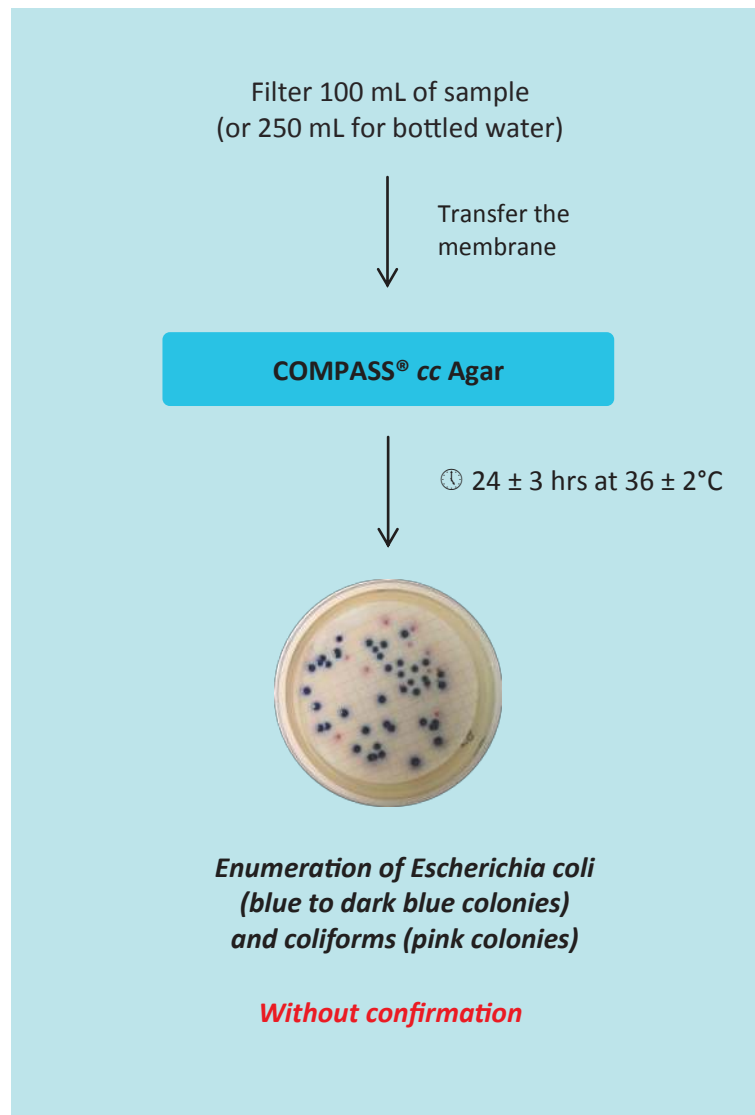 Filter 100 mL of sample
(or 250 mL for bottled water)
Transfer the
membrane
COMPASS® cc Agar
24 ± 3 hrs at 36 ± 2°C
Enumeration of Escherichia coli
(blue to dark blue colonies)
and coliforms (pink colonies)
Without confirmation